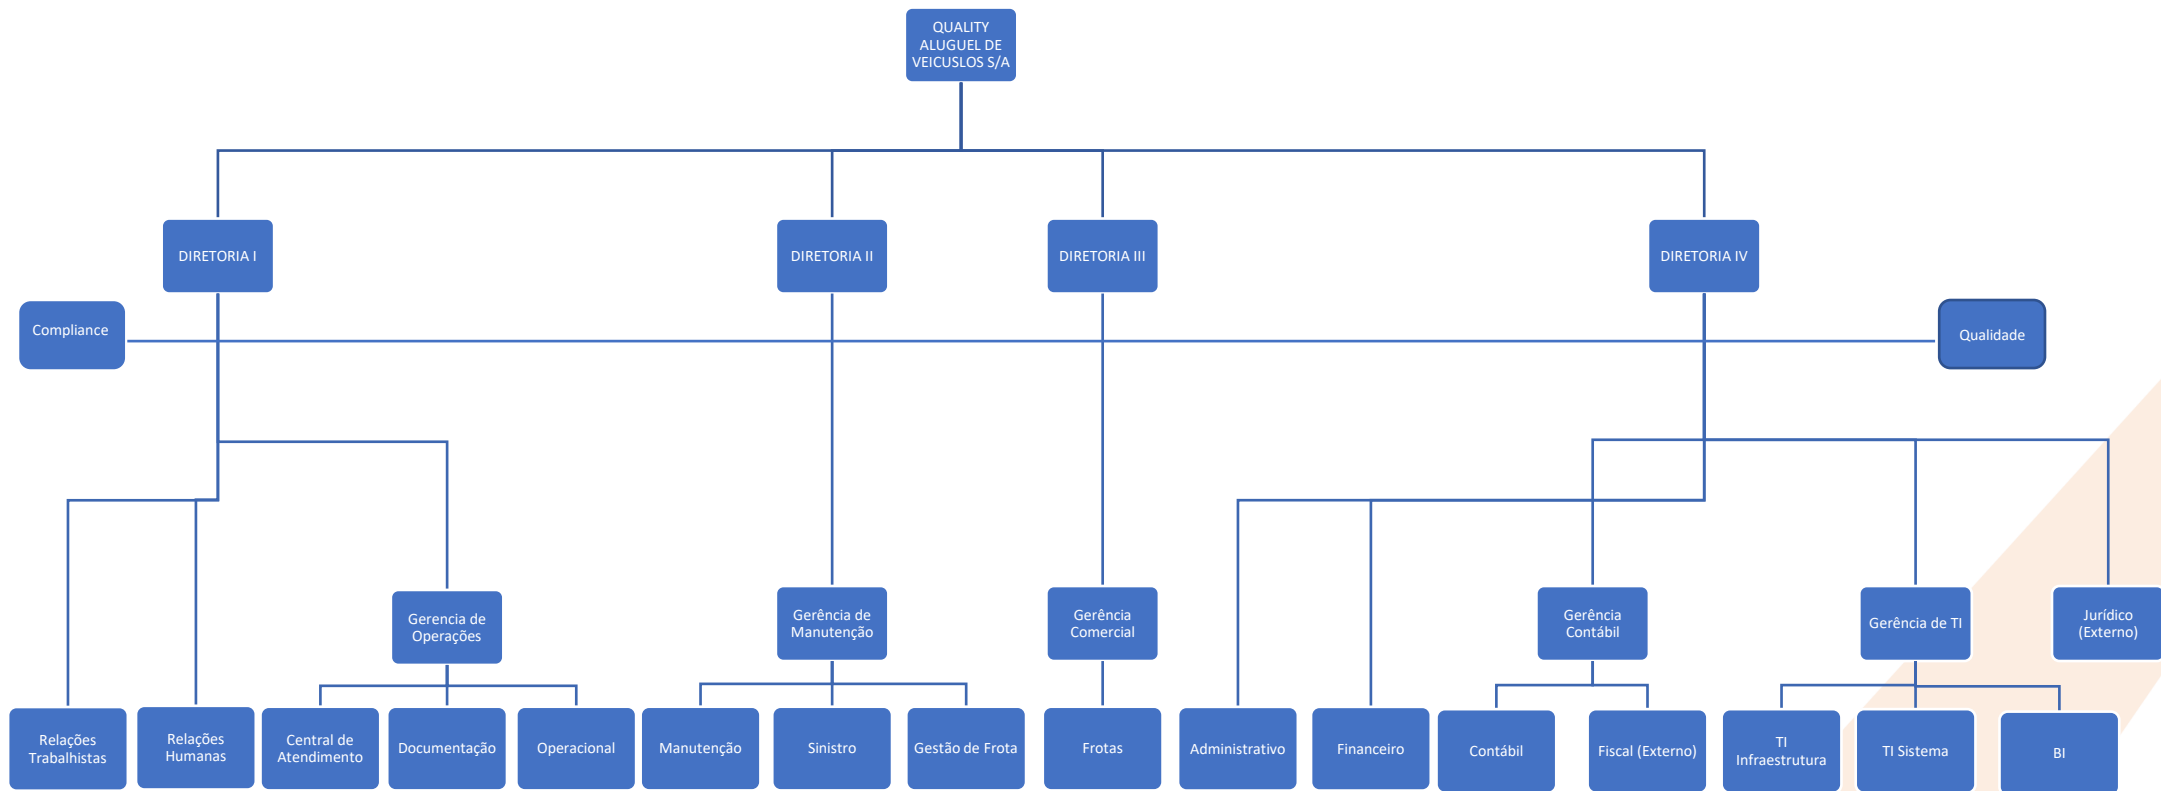 QUALITY
ALUGUEL DE
VEICUSLOS S/A
DIRETORIA I
DIRETORIA II
DIRETORIA III
DIRETORIA IV
Compliance
Qualidade
Gerencia de
Operações
Gerência de
Manutenção
Gerência
Comercial
Gerência
Contábil
Gerência de TI
Jurídico
(Externo)
Relações
Trabalhistas
Relações
Humanas
Central de
Atendimento
Documentação
Operacional
Manutenção
Sinistro
Gestão de Frota
Frotas
Administrativo
Financeiro
Contábil
Fiscal (Externo)
TI
Infraestrutura
TI Sistema
BI